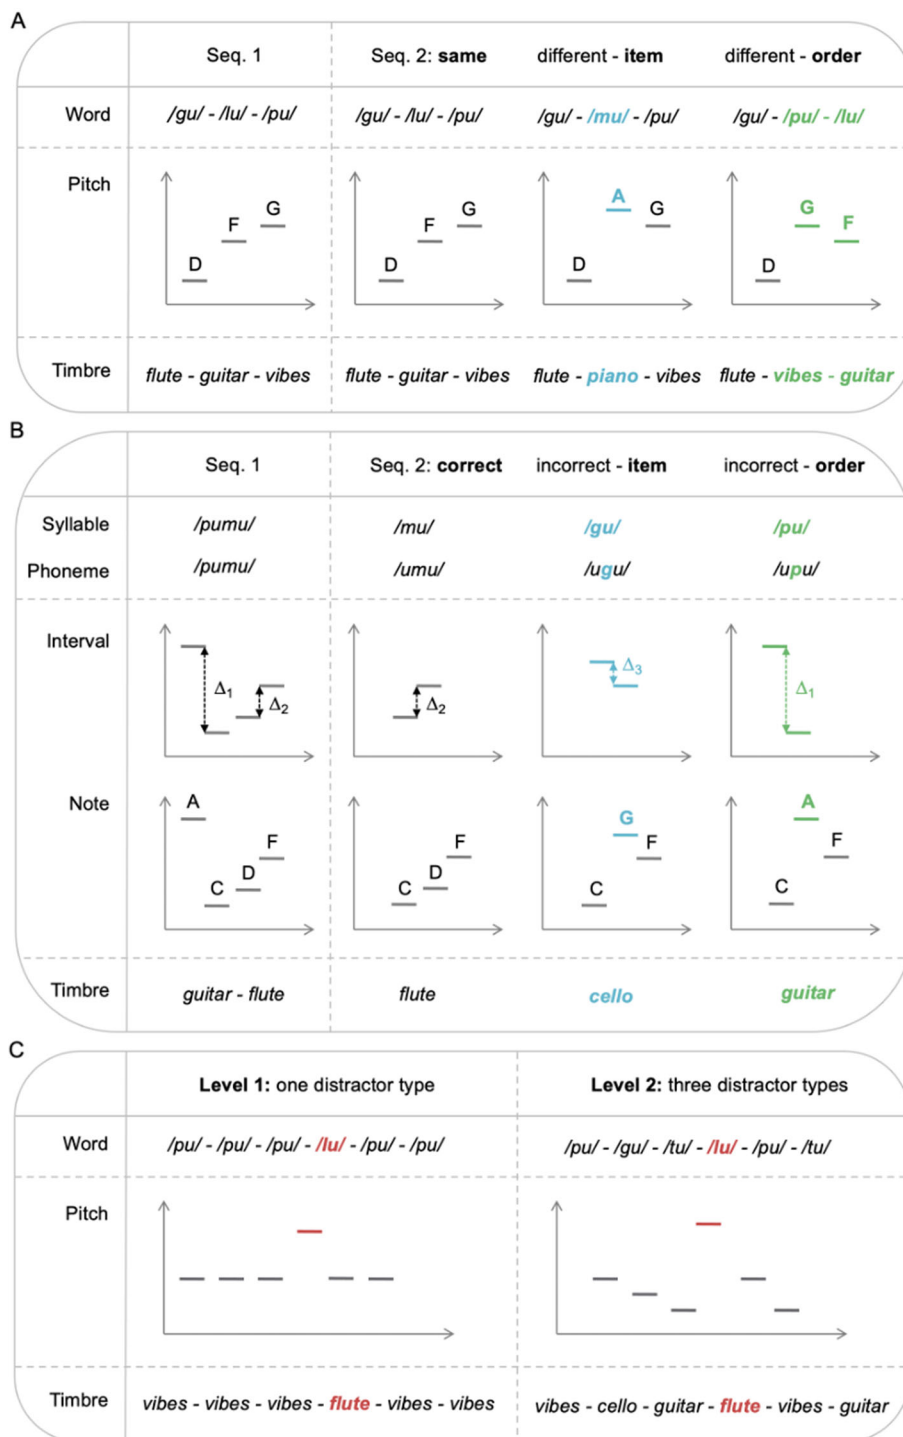 A
Seq. 1 Seq. 2: same different - item different - order
Word /gu/ - /lu/ - /pu/ /gu/ - /lu/ - /pu/ /gu/ - /mu/ - /pu/ /gu/ - /pu/ - /lu/
Pitch
D F G D F G D A G D G F
Timbre flute - guitar - vibes flute - guitar - vibes flute - piano - vibes flute - vibes - guitar
B
Seq. 1 Seq. 2: correct incorrect - item incorrect - order
Syllable /pumu/ /mu/ /gu/ /pu/
Phoneme /pumu/ /umu/ /ugu/ /upu/
Interval
Δ1 Δ2 Δ2 Δ3 Δ1
Note
A C D F C D F C G F C A F
Timbre guitar - flute flute cello guitar
C
Level 1: one distractor type Level 2: three distractor types
Word /pu/ - /pu/ - /pu/ - /lu/ - /pu/ - /pu/ /pu/ - /gu/ - /tu/ - /lu/ - /pu/ - /tu/
Pitch
Timbre vibes - vibes - vibes - flute - vibes - vibes vibes - cello - guitar - flute - vibes - guitar